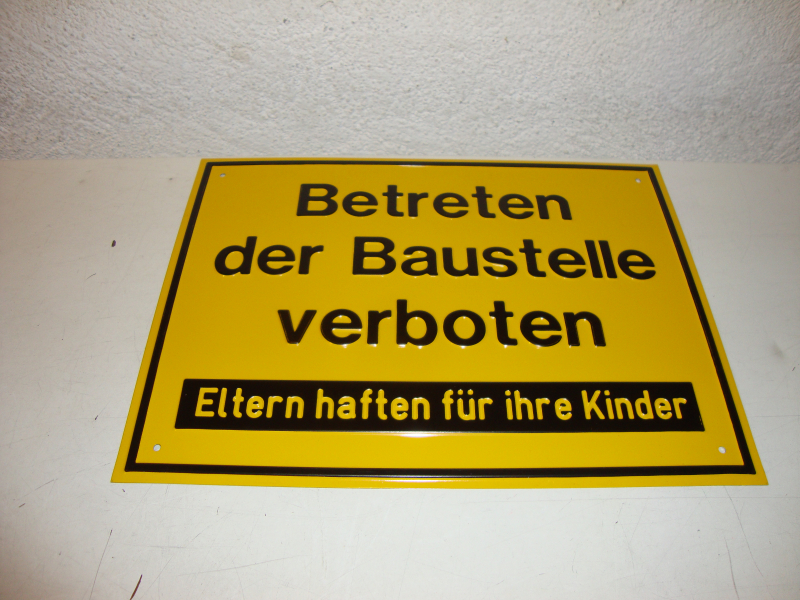 Betreten
der Baustelle
verboten
Eltern haften für ihre Kinder